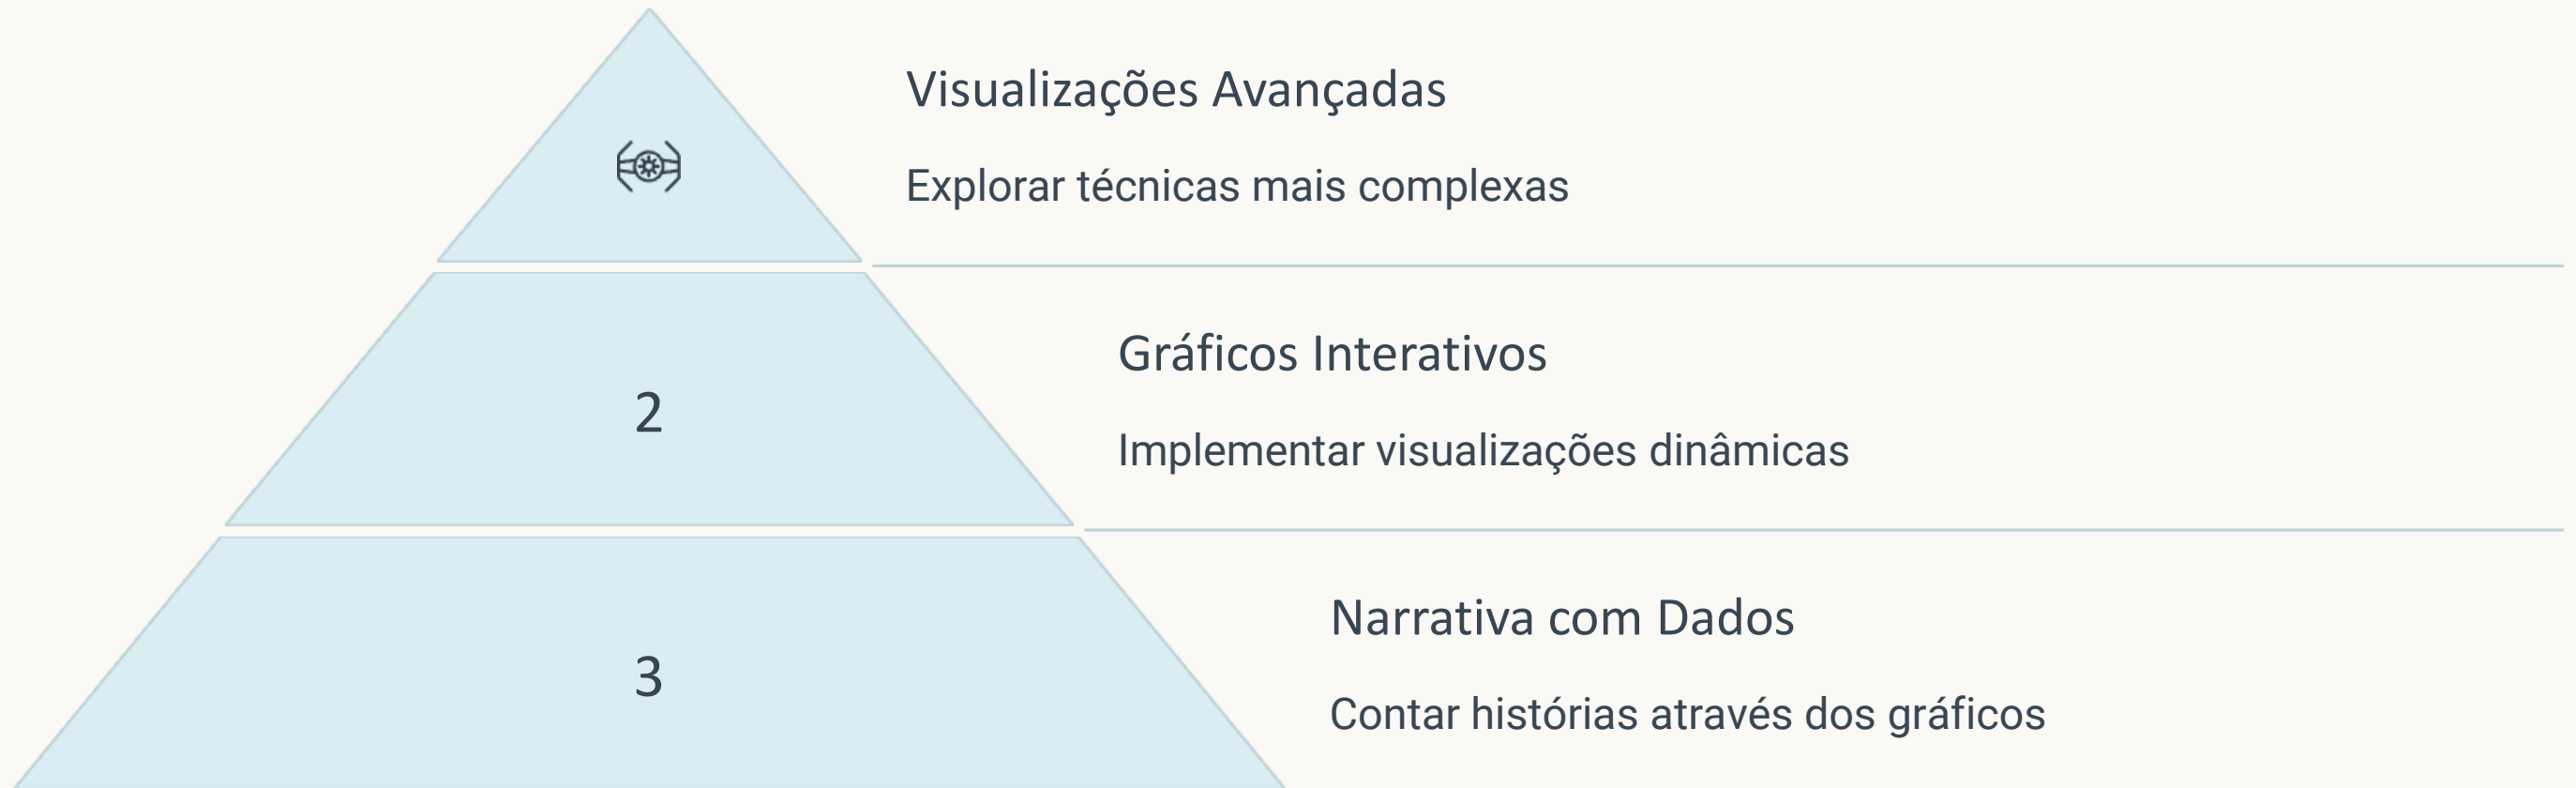 Visualizações Avançadas
Explorar técnicas mais complexas
2
Gráficos Interativos
Implementar visualizações dinâmicas
3
Narrativa com Dados
Contar histórias através dos gráficos